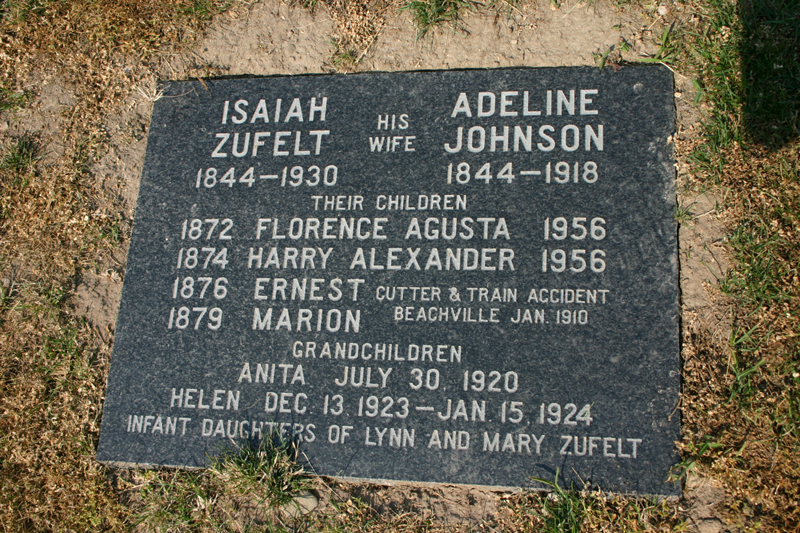 ISAIAH HIS ADELINE
ZUFELT WIFE JOHNSON
1844-1930 1844-1918
THEIR CHILDREN
1872 FLORENCE AGUSTA 1956
1874 HARRY ALEXANDER 1956
1876 ERNEST CUTTER & TRAIN ACCIDENT
1879 MARION BEACHVILLE JAN. 1910
GRANDCHILDREN
ANITA JULY 30, 1920
HELEN DEC. 13, 1923-JAN. 15, 1924
INFANT DAUGHTERS OF LYNN AND MARY ZUFELT